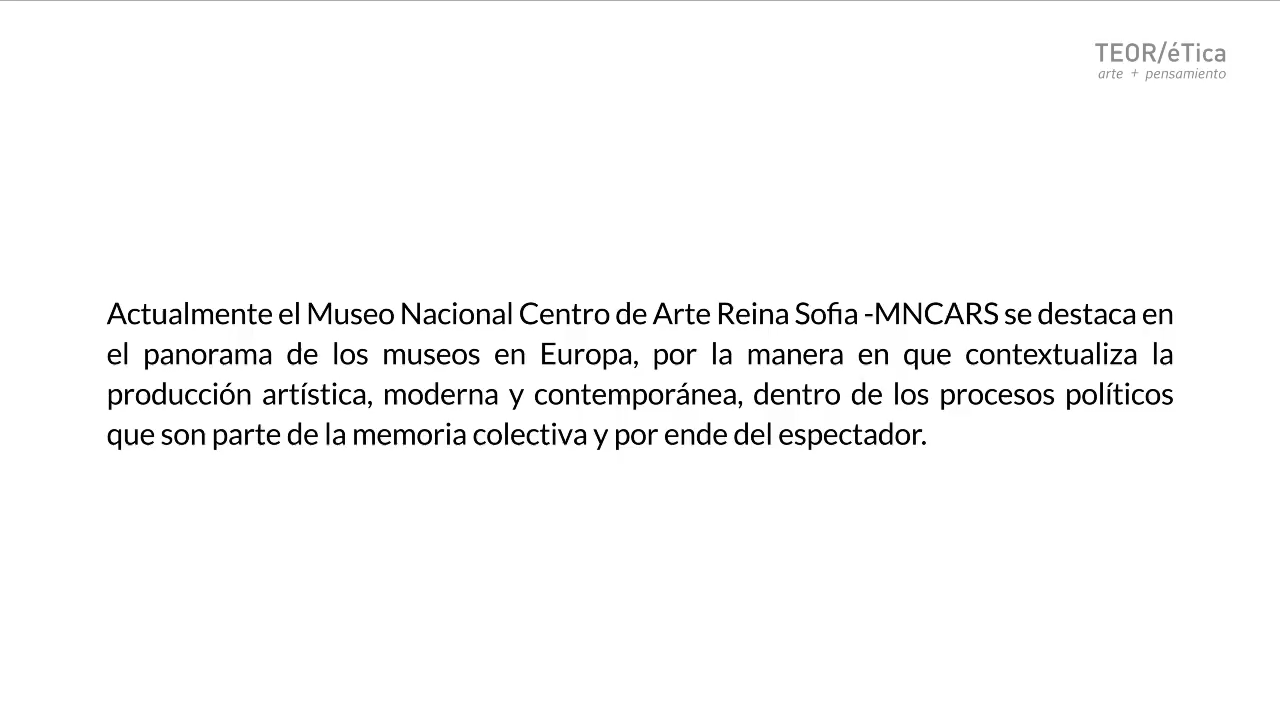 TEOR/éTica
arte + pensamiento
Actualmente el Museo Nacional Centro de Arte Reina Sofia -MNCARS se destaca en
el panorama de los museos en Europa, por la manera en que contextualiza la
producción artística, moderna y contemporánea, dentro de los procesos políticos
que son parte de la memoria colectiva y por ende del espectador.